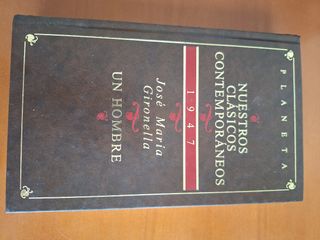 PLANETA
NUESTROS
CLÁSICOS
CONTEMPORÁNEOS
1947
José María
Gironella
UN HOMBRE